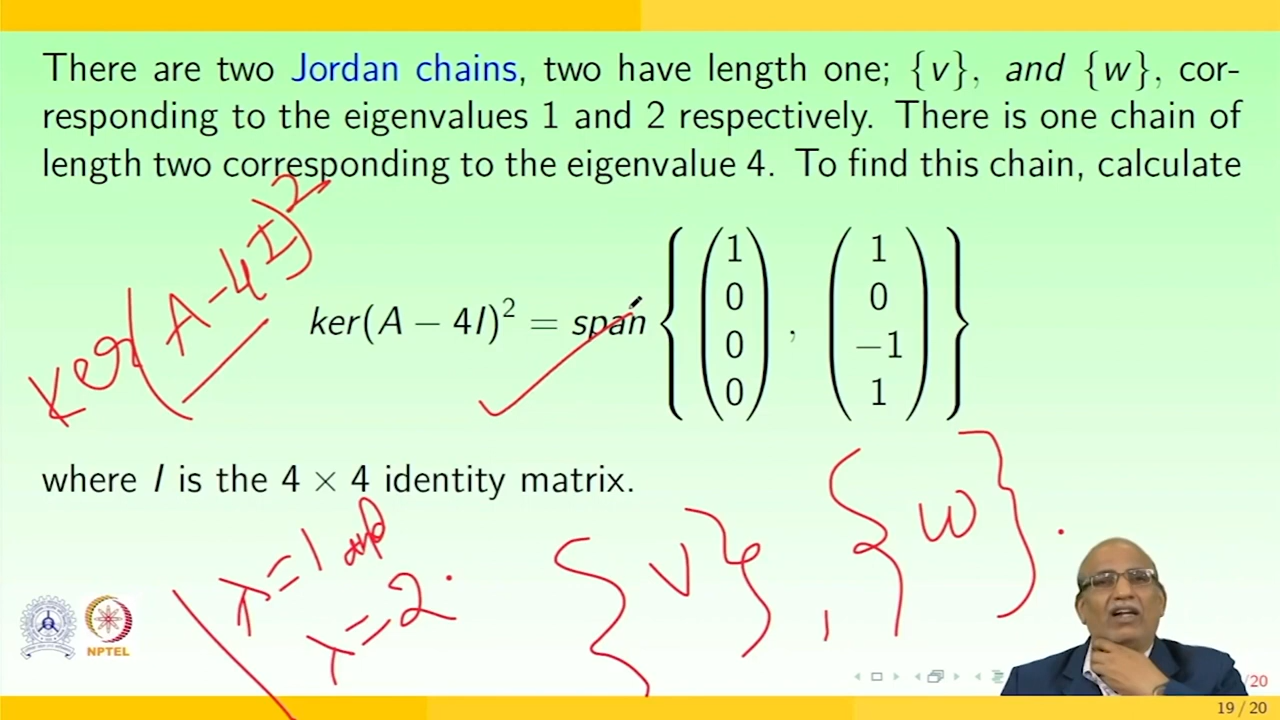 There are two Jordan chains, two have length one; {v}, and {w}, cor-
responding to the eigenvalues 1 and 2 respectively. There is one chain of
length two corresponding to the eigenvalue 4. To find this chain, calculate
ker(A-4I)^2
ker(A − 4I)² = span { (1 0 0 0), (1 0 −1 1) }
where I is the 4 × 4 identity matrix.
λ=1 and
λ=2.
{v}, {w}.
NPTEL
/20
19 / 20